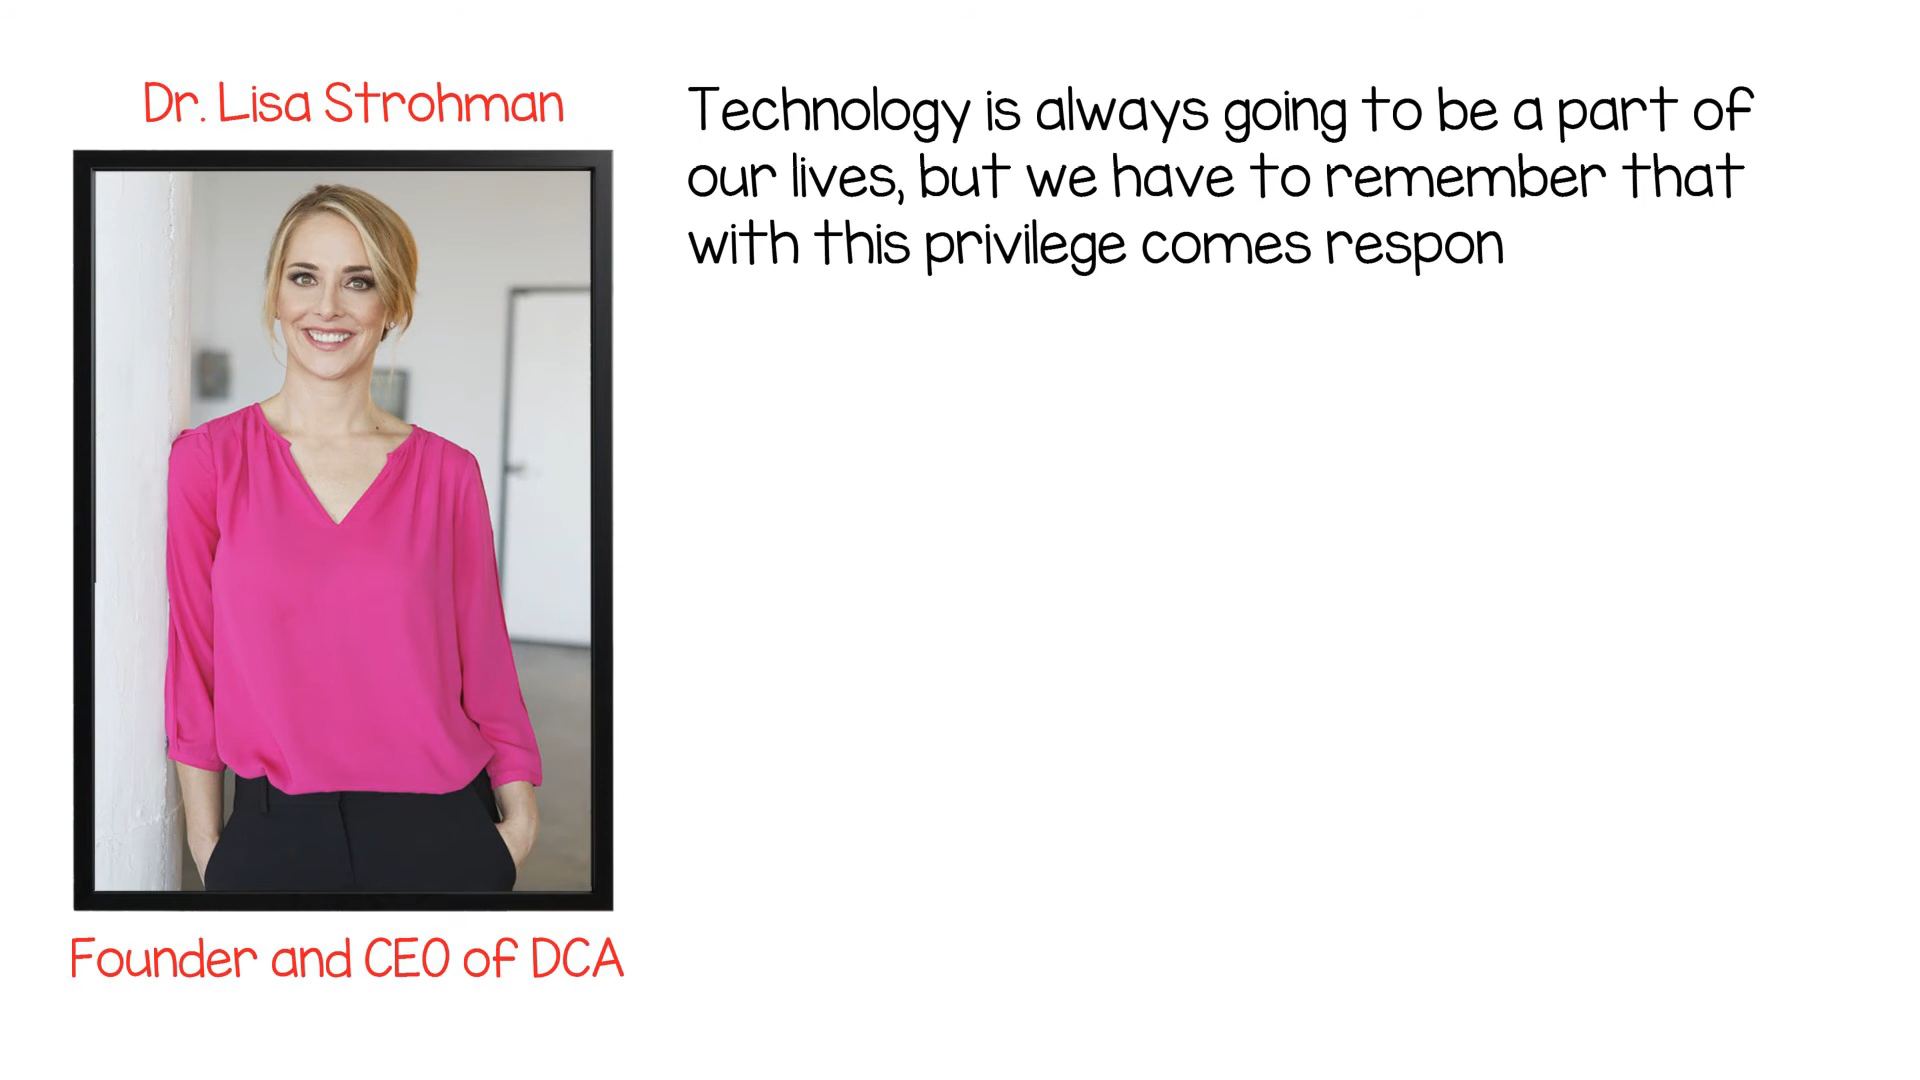 Dr. Lisa Strohman
Technology is always going to be a part of
our lives, but we have to remember that
with this privilege comes respon
Founder and CEO of DCA